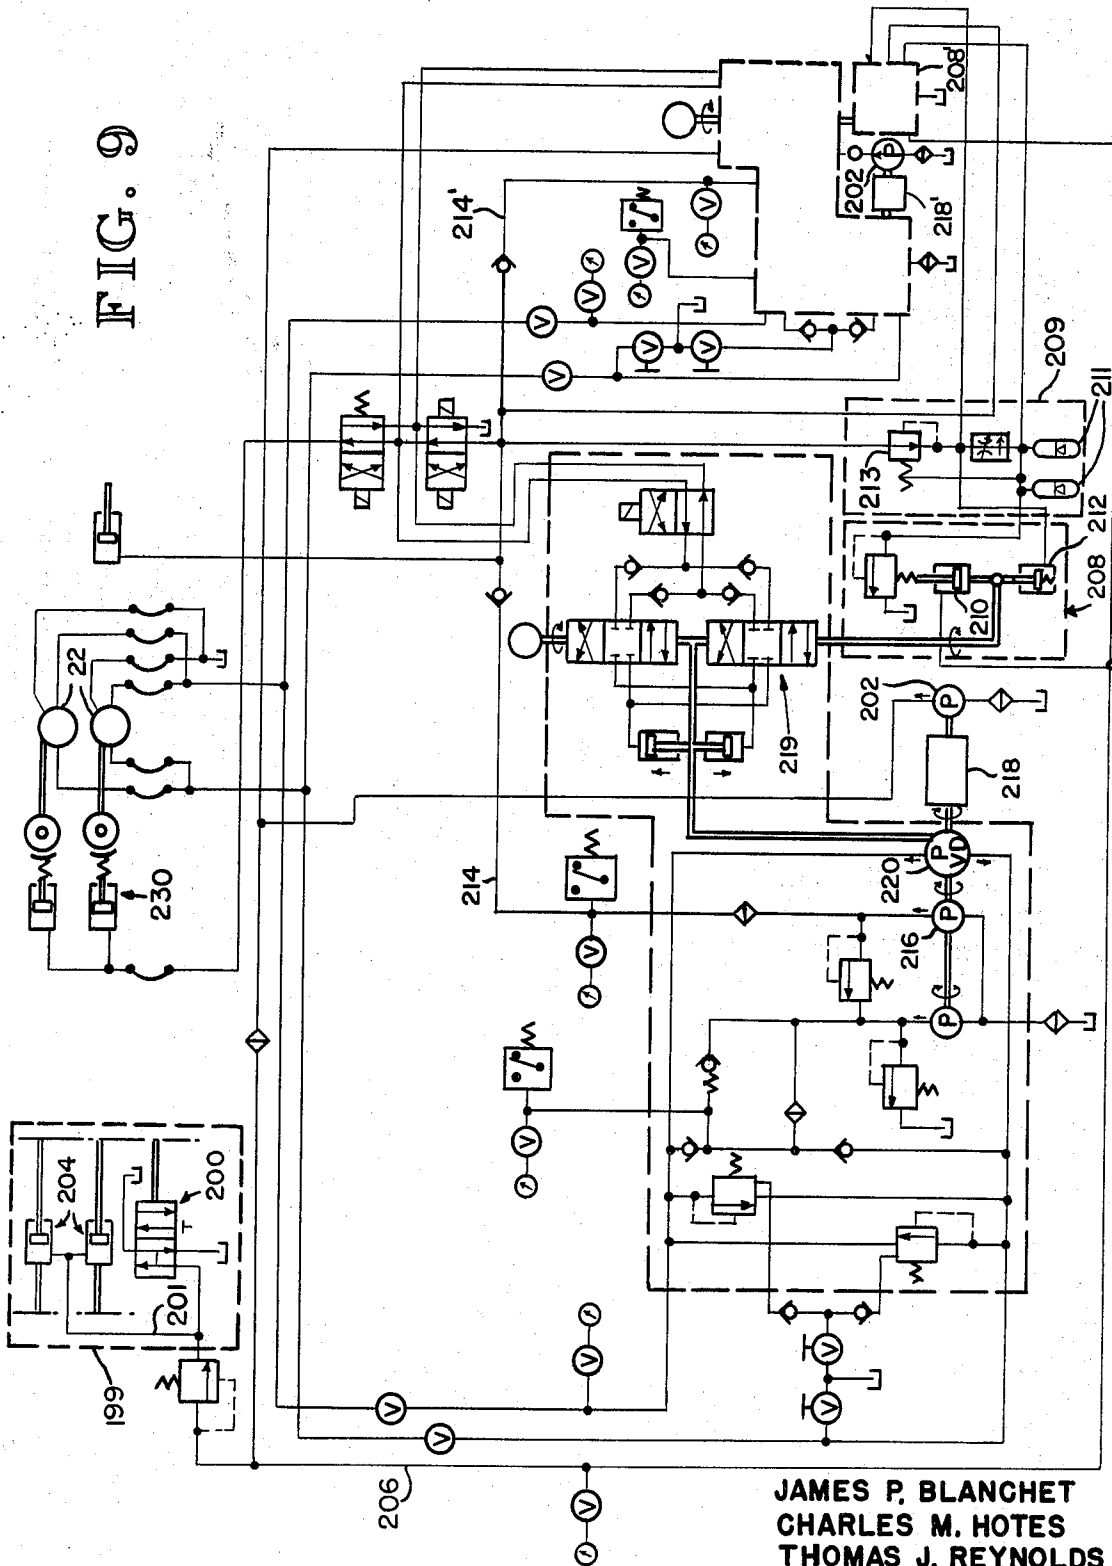 FIG. 9
208'
P
202
218'
214'
V
V
V
V
V
V
V
V
209
211
213
212
208
210
22
219
202
P
218
P
VD
220
P
216
P
214
230
V
V
204
200
201
199
V
V
V
V
V
206
V
JAMES P. BLANCHET
CHARLES M. HOTES
THOMAS J. REYNOLDS